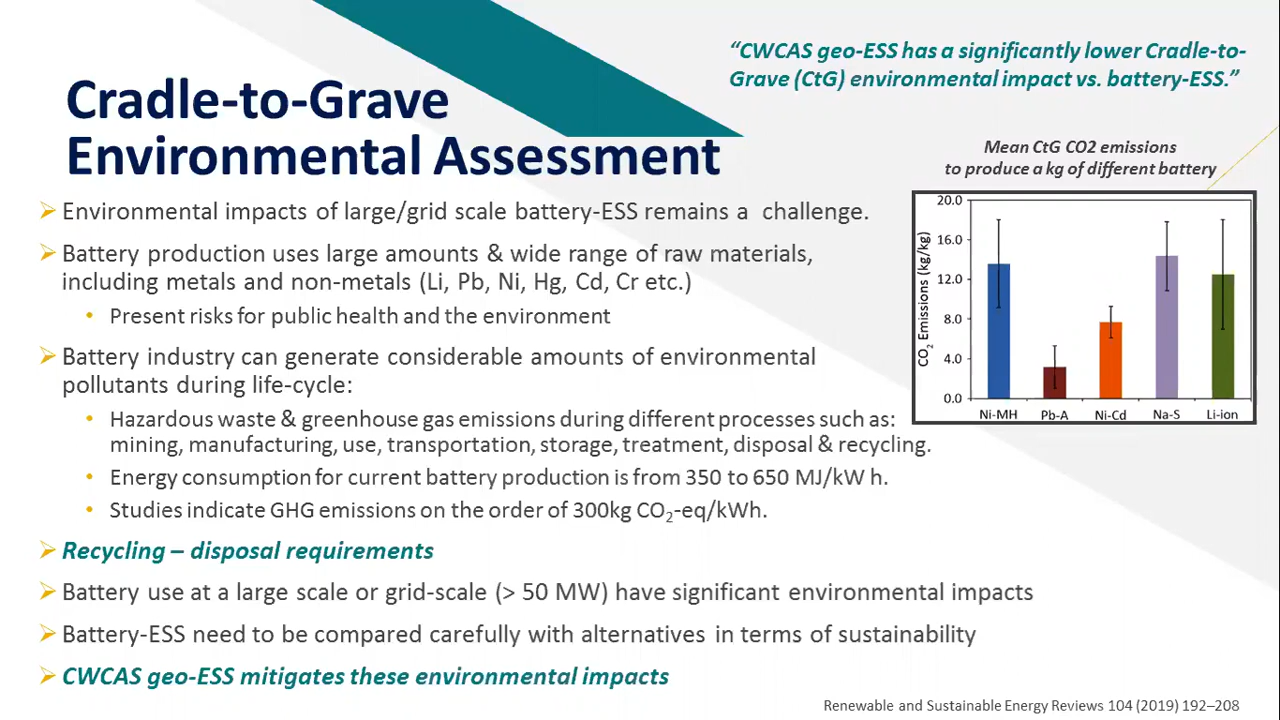 “CWCAS geo-ESS has a significantly lower Cradle-to-
Grave (CtG) environmental impact vs. battery-ESS.”
Cradle-to-Grave
Environmental Assessment
Mean CtG CO2 emissions
to produce a kg of different battery
➢ Environmental impacts of large/grid scale battery-ESS remains a challenge.
➢ Battery production uses large amounts & wide range of raw materials,
including metals and non-metals (Li, Pb, Ni, Hg, Cd, Cr etc.)
• Present risks for public health and the environment
➢ Battery industry can generate considerable amounts of environmental
pollutants during life-cycle:
• Hazardous waste & greenhouse gas emissions during different processes such as:
mining, manufacturing, use, transportation, storage, treatment, disposal & recycling.
• Energy consumption for current battery production is from 350 to 650 MJ/kW h.
• Studies indicate GHG emissions on the order of 300kg CO₂-eq/kWh.
➢ Recycling – disposal requirements
➢ Battery use at a large scale or grid-scale (> 50 MW) have significant environmental impacts
➢ Battery-ESS need to be compared carefully with alternatives in terms of sustainability
➢ CWCAS geo-ESS mitigates these environmental impacts
CO₂ Emissions (kg/kg)
20.0
16.0
12.0
8.0
4.0
0.0
Ni-MH Pb-A Ni-Cd Na-S Li-ion
Renewable and Sustainable Energy Reviews 104 (2019) 192–208